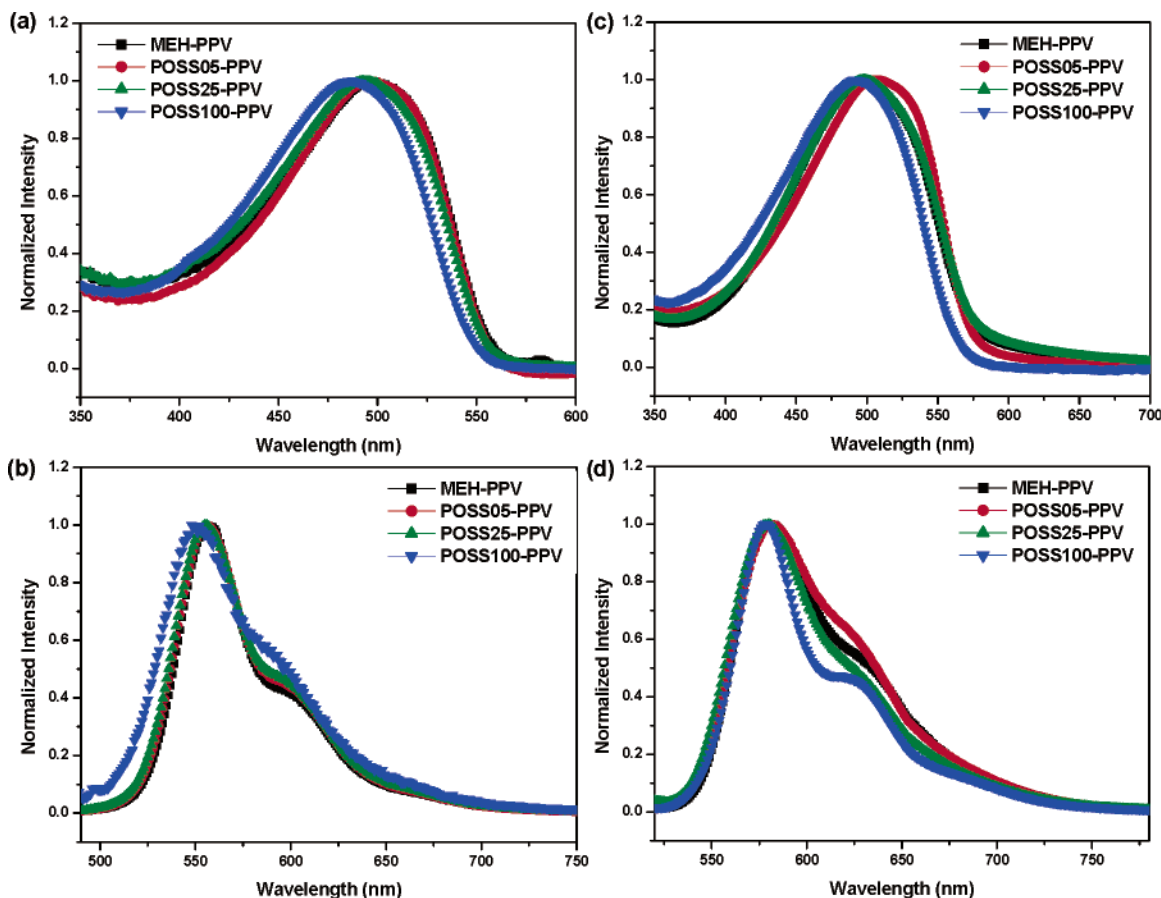 (a)
1.2
1.0
0.8
0.6
0.4
0.2
0.0
Normalized Intensity
MEH-PPV
POSS05-PPV
POSS25-PPV
POSS100-PPV
350 400 450 500 550 600
Wavelength (nm)
(c)
1.2
1.0
0.8
0.6
0.4
0.2
0.0
Normalized Intensity
MEH-PPV
POSS05-PPV
POSS25-PPV
POSS100-PPV
350 400 450 500 550 600 650 700
Wavelength (nm)
(b)
1.2
1.0
0.8
0.6
0.4
0.2
0.0
Normalized Intensity
MEH-PPV
POSS05-PPV
POSS25-PPV
POSS100-PPV
500 550 600 650 700 750
Wavelength (nm)
(d)
1.2
1.0
0.8
0.6
0.4
0.2
0.0
Normalized Intensity
MEH-PPV
POSS05-PPV
POSS25-PPV
POSS100-PPV
550 600 650 700 750
Wavelength (nm)